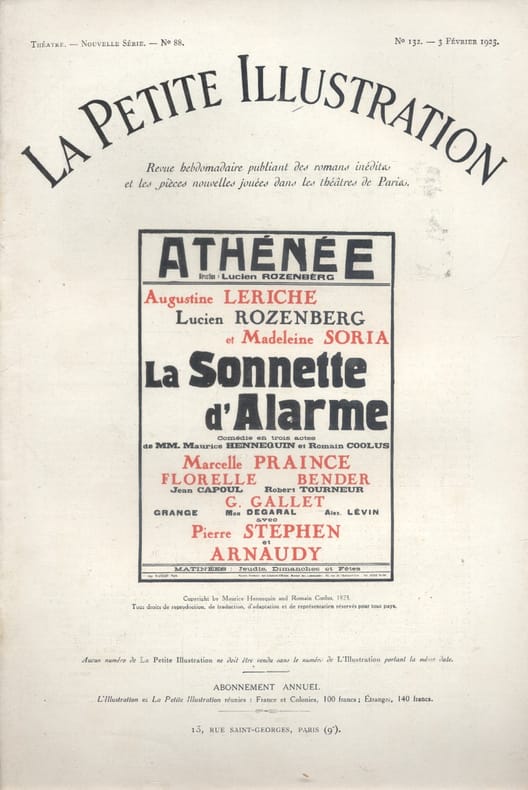 Théatre. — Nouvelle Série. — N° 88.
N° 132. — 3 Février 1923.
La Petite Illustration
Revue hebdomadaire publiant des romans inédits
et les pièces nouvelles jouées dans les théâtres de Paris.
ATHÉNÉE
Direction : Lucien ROZENBERG
Augustine LERICHE
Lucien ROZENBERG
et Madeleine SORIA
La Sonnette
d'Alarme
Comédie en trois actes
de MM. Maurice HENNEQUIN et Romain COOLUS
Marcelle PRAINCE
FLORELLE BENDER
Jean CAPOUL Robert TOURNEUR
G. GALLET
GRANGE Max DEGARAL Alex. LÉVIN
avec
Pierre STEPHEN
et
ARNAUDY
MATINÉES : Jeudis, Dimanches et Fêtes
Copyright by Maurice Hennequin and Romain Coolus, 1923.
Tous droits de reproduction, de traduction, d'adaptation et de représentation réservés pour tous pays.
Aucun numéro de La Petite Illustration ne doit être vendu sans le numéro de L'Illustration portant la même date.
ABONNEMENT ANNUEL
L'Illustration et La Petite Illustration réunies : France et Colonies, 100 francs ; Étranger, 140 francs.
13, RUE SAINT-GEORGES, PARIS (9e).